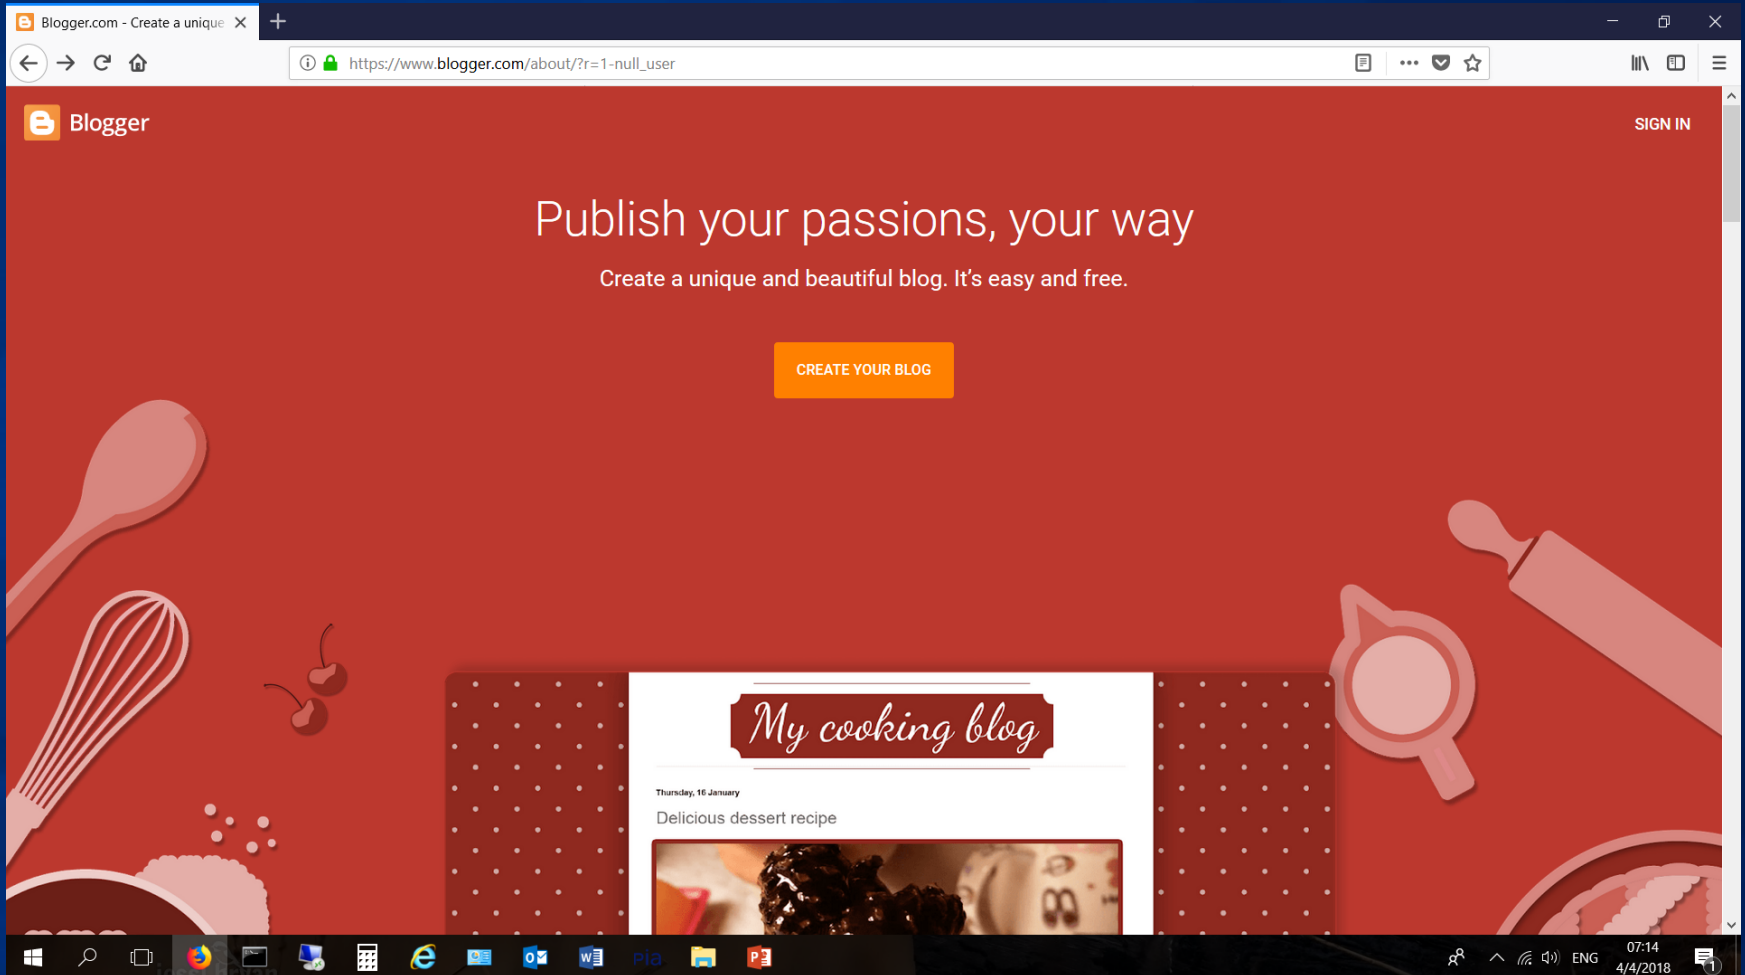 Blogger.com - Create a unique
https://www.blogger.com/about/?r=1-null_user
Blogger
SIGN IN
Publish your passions, your way
Create a unique and beautiful blog. It's easy and free.
CREATE YOUR BLOG
My cooking blog
Thursday, 16 January
Delicious dessert recipe
pia
ENG
07:14
4/4/2018
1